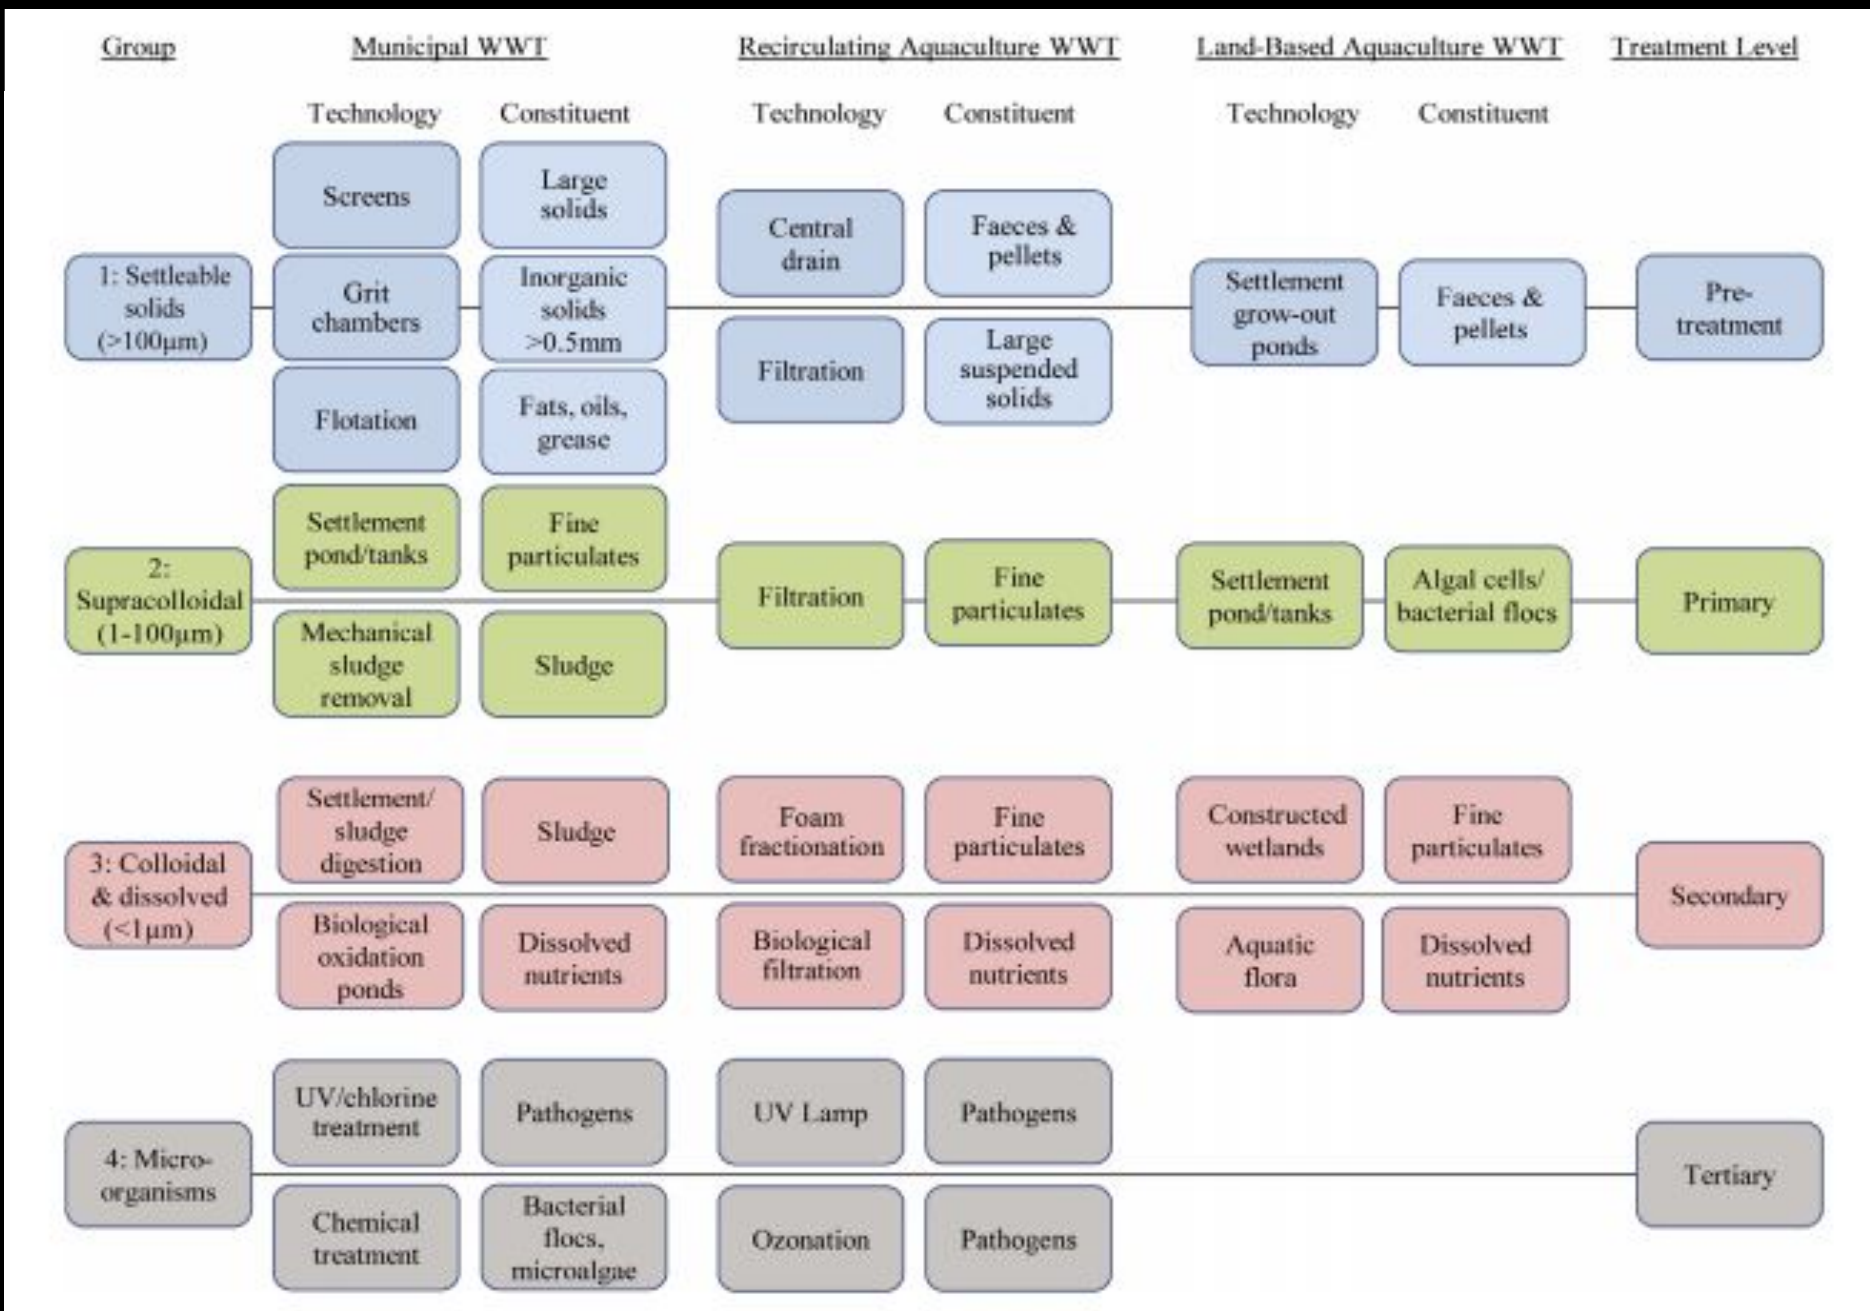 Group
Municipal WWT
Recirculating Aquaculture WWT
Land-Based Aquaculture WWT
Treatment Level
Technology
Constituent
Technology
Constituent
Technology
Constituent
1: Settleable
solids
(>100µm)
Screens
Large
solids
Grit
chambers
Inorganic
solids
>0.5mm
Flotation
Fats, oils,
grease
Central
drain
Faeces &
pellets
Filtration
Large
suspended
solids
Settlement
grow-out
ponds
Faeces &
pellets
Pre-
treatment
2:
Supracolloidal
(1-100µm)
Settlement
pond/tanks
Fine
particulates
Mechanical
sludge
removal
Sludge
Filtration
Fine
particulates
Settlement
pond/tanks
Algal cells/
bacterial flocs
Primary
3: Colloidal
& dissolved
(<1µm)
Settlement/
sludge
digestion
Sludge
Biological
oxidation
ponds
Dissolved
nutrients
Foam
fractionation
Fine
particulates
Biological
filtration
Dissolved
nutrients
Constructed
wetlands
Fine
particulates
Aquatic
flora
Dissolved
nutrients
Secondary
4: Micro-
organisms
UV/chlorine
treatment
Pathogens
Chemical
treatment
Bacterial
flocs,
microalgae
UV Lamp
Pathogens
Ozonation
Pathogens
Tertiary